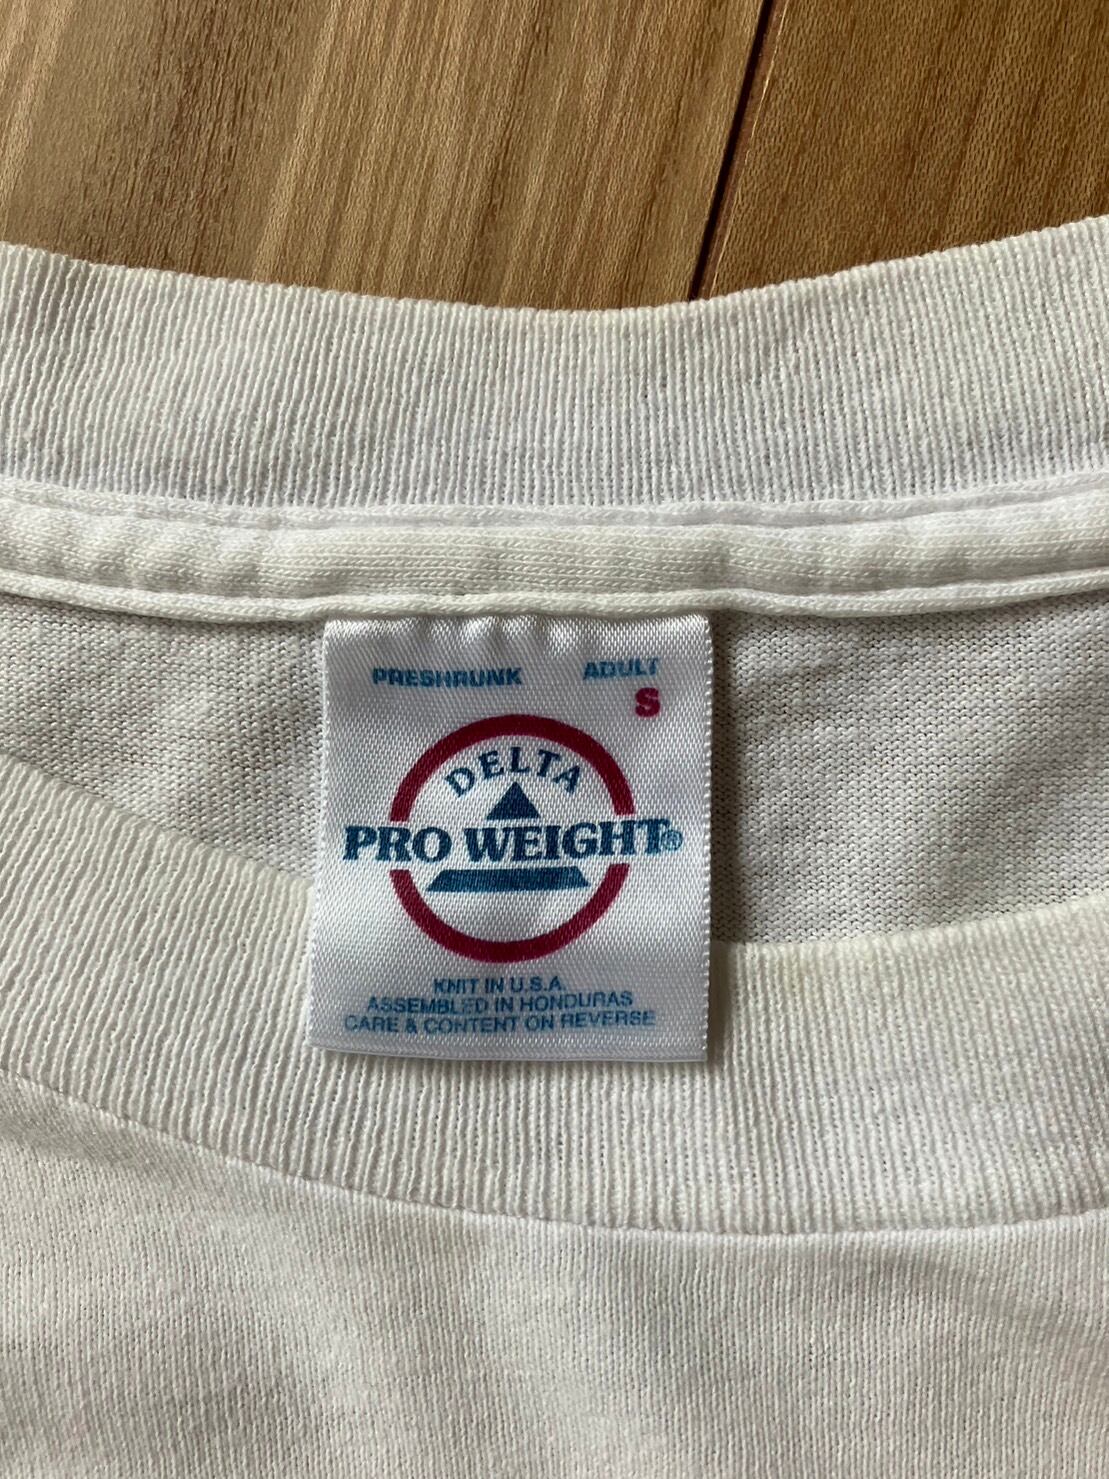 PRESHRUNK ADULT
S
DELTA
PRO WEIGHT®
KNIT IN U.S.A.
ASSEMBLED IN HONDURAS
CARE & CONTENT ON REVERSE